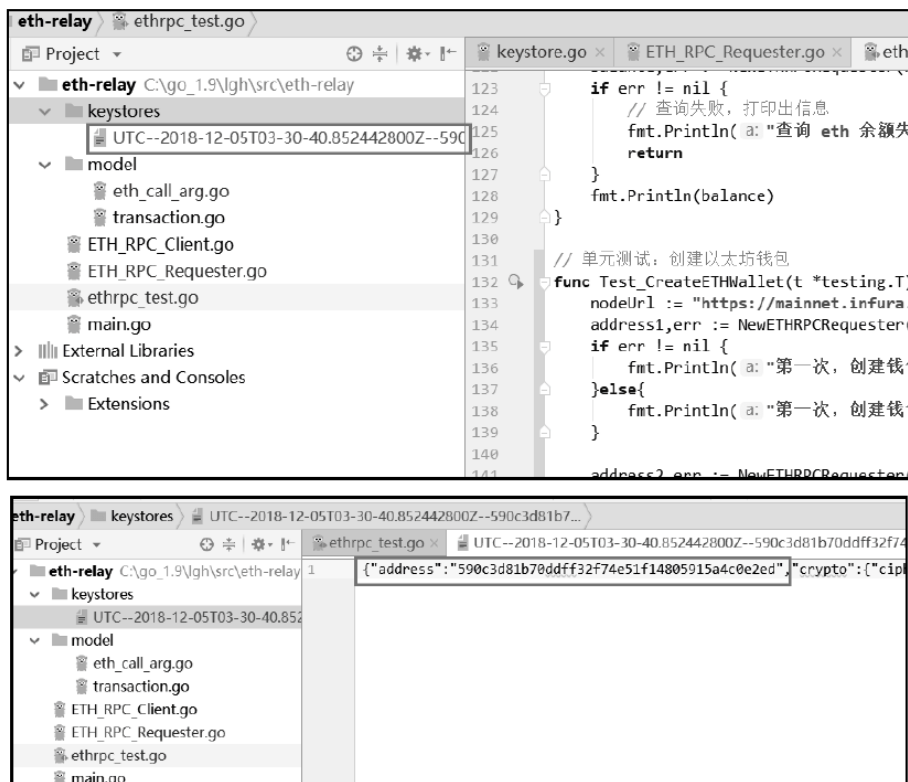 eth-relay ethrpc_test.go
Project
keystore.go × ETH_RPC_Requester.go × eth
eth-relay C:\go_1.9\lgh\src\eth-relay
keystores
UTC--2018-12-05T03-30-40.852442800Z--590
model
eth_call_arg.go
transaction.go
ETH_RPC_Client.go
ETH_RPC_Requester.go
ethrpc_test.go
main.go
External Libraries
Scratches and Consoles
Extensions
123 if err != nil {
124 // 查询失败，打印出信息
125 fmt.Println( a: "查询 eth 余额失
126 return
127 }
128 fmt.Println(balance)
129 }
130
131 // 单元测试：创建以太坊钱包
132 func Test_CreateETHWallet(t *testing.T)
133 nodeUrl := "https://mainnet.infura.
134 address1,err := NewETHRPCRequester(
135 if err != nil {
136 fmt.Println( a: "第一次，创建钱
137 }else{
138 fmt.Println( a: "第一次，创建钱
139 }
140
141 address2,err := NewETHRPCRequester(
eth-relay keystores UTC--2018-12-05T03-30-40.852442800Z--590c3d81b7...
Project
ethrpc_test.go × UTC--2018-12-05T03-30-40.852442800Z--590c3d81b70ddff32f74
eth-relay C:\go_1.9\lgh\src\eth-relay
keystores
UTC--2018-12-05T03-30-40.852
model
eth_call_arg.go
transaction.go
ETH_RPC_Client.go
ETH_RPC_Requester.go
ethrpc_test.go
main.go
1 {"address":"590c3d81b70ddff32f74e51f14805915a4c0e2ed","crypto":{"ciph